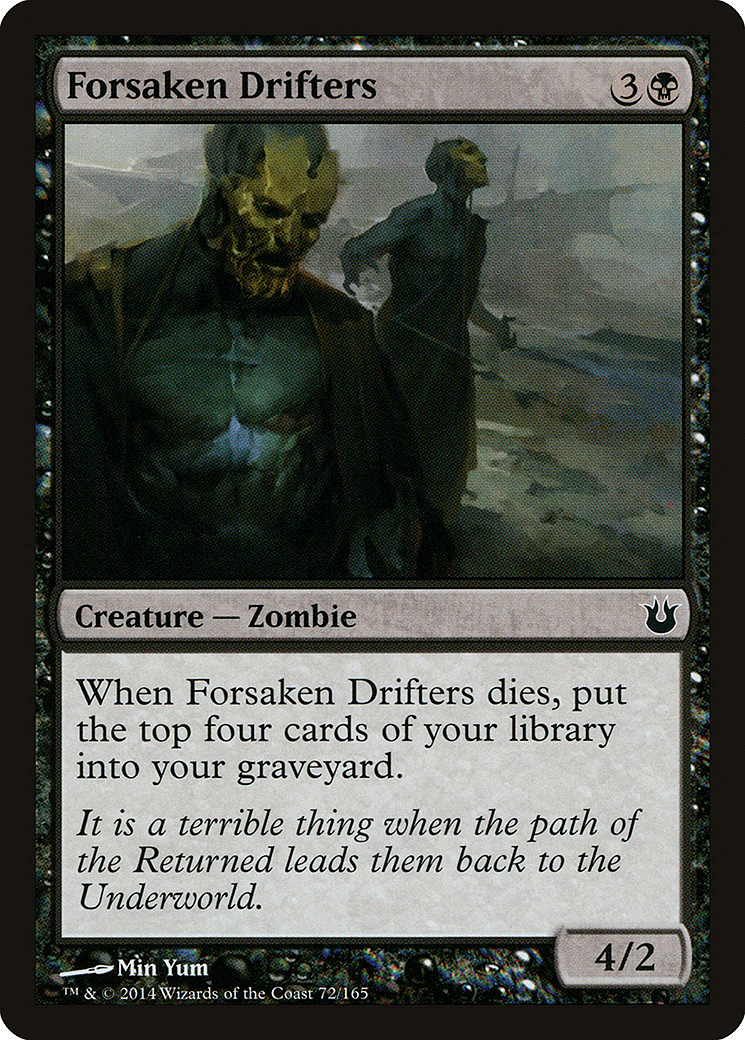 Forsaken Drifters 3
Creature — Zombie
When Forsaken Drifters dies, put
the top four cards of your library
into your graveyard.
It is a terrible thing when the path of
the Returned leads them back to the
Underworld.
4/2
Min Yum
™ & © 2014 Wizards of the Coast 72/165